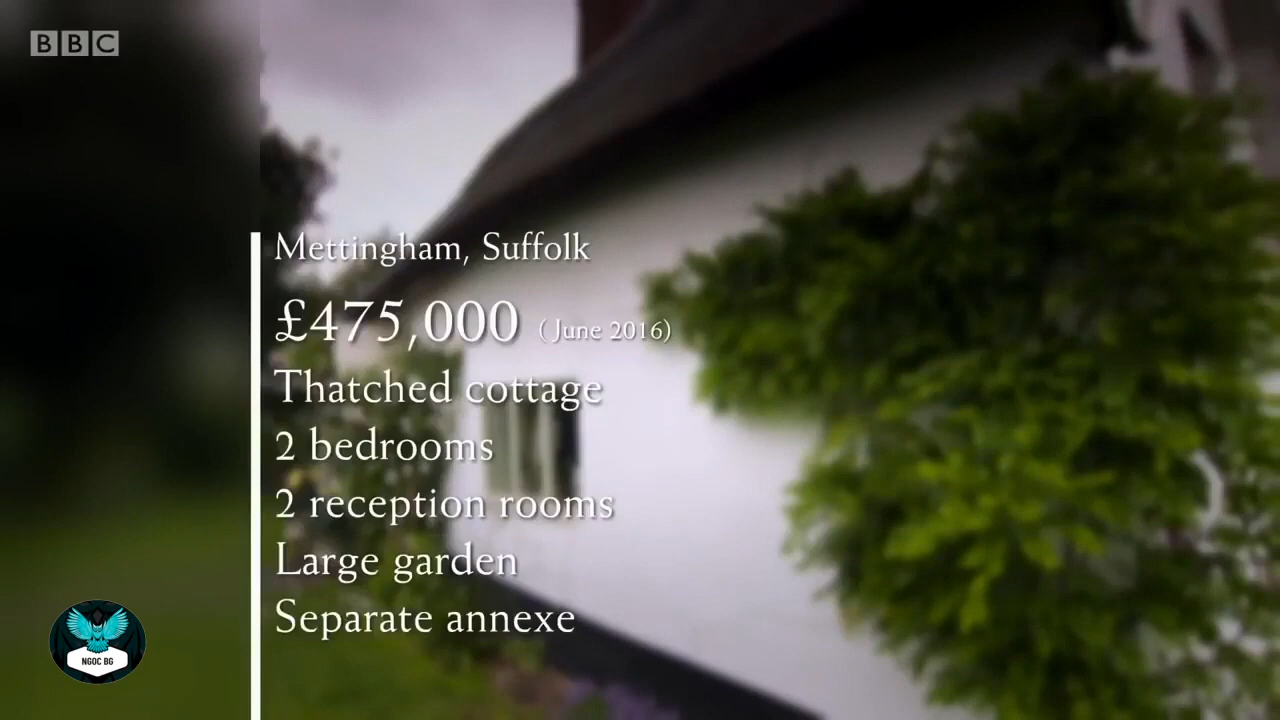 BBC
Mettingham, Suffolk
£475,000 (June 2016)
Thatched cottage
2 bedrooms
2 reception rooms
Large garden
Separate annexe
NGOC BG